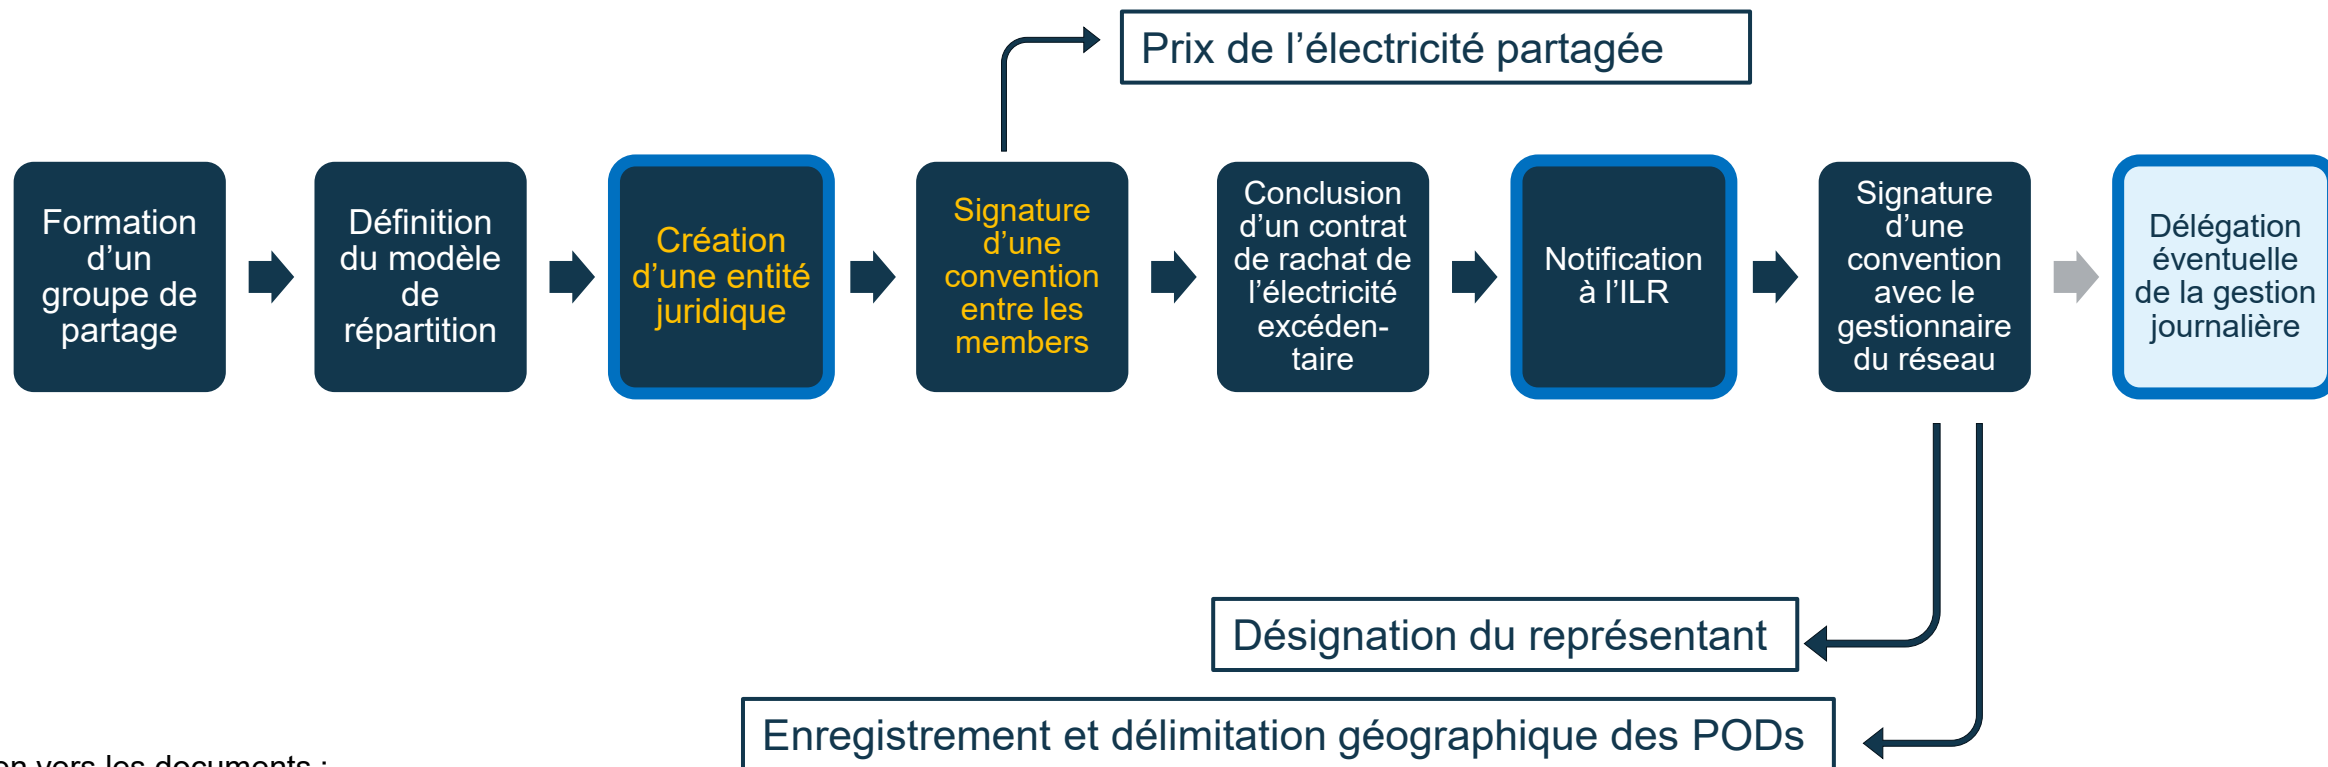 Prix de l’électricité partagée
Formation
d’un
groupe de
partage
Définition
du modèle
de
répartition
Création
d’une entité
juridique
Signature
d’une
convention
entre les
members
Conclusion
d’un contrat
de rachat de
l’électricité
excéden-
taire
Notification
à l’ILR
Signature
d’une
convention
avec le
gestionnaire
du réseau
Délégation
éventuelle
de la gestion
journalière
Désignation du représentant
Enregistrement et délimitation géographique des PODs
vers les documents :